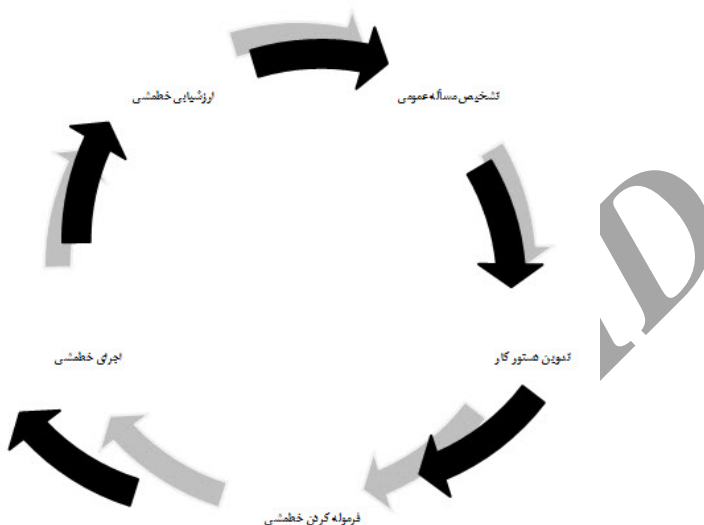 ارزشیابی خطمشی
تشخیص مسأله عمومی
اجرای خطمشی
تدوین دستور کار
فرموله کردن خطمشی
D